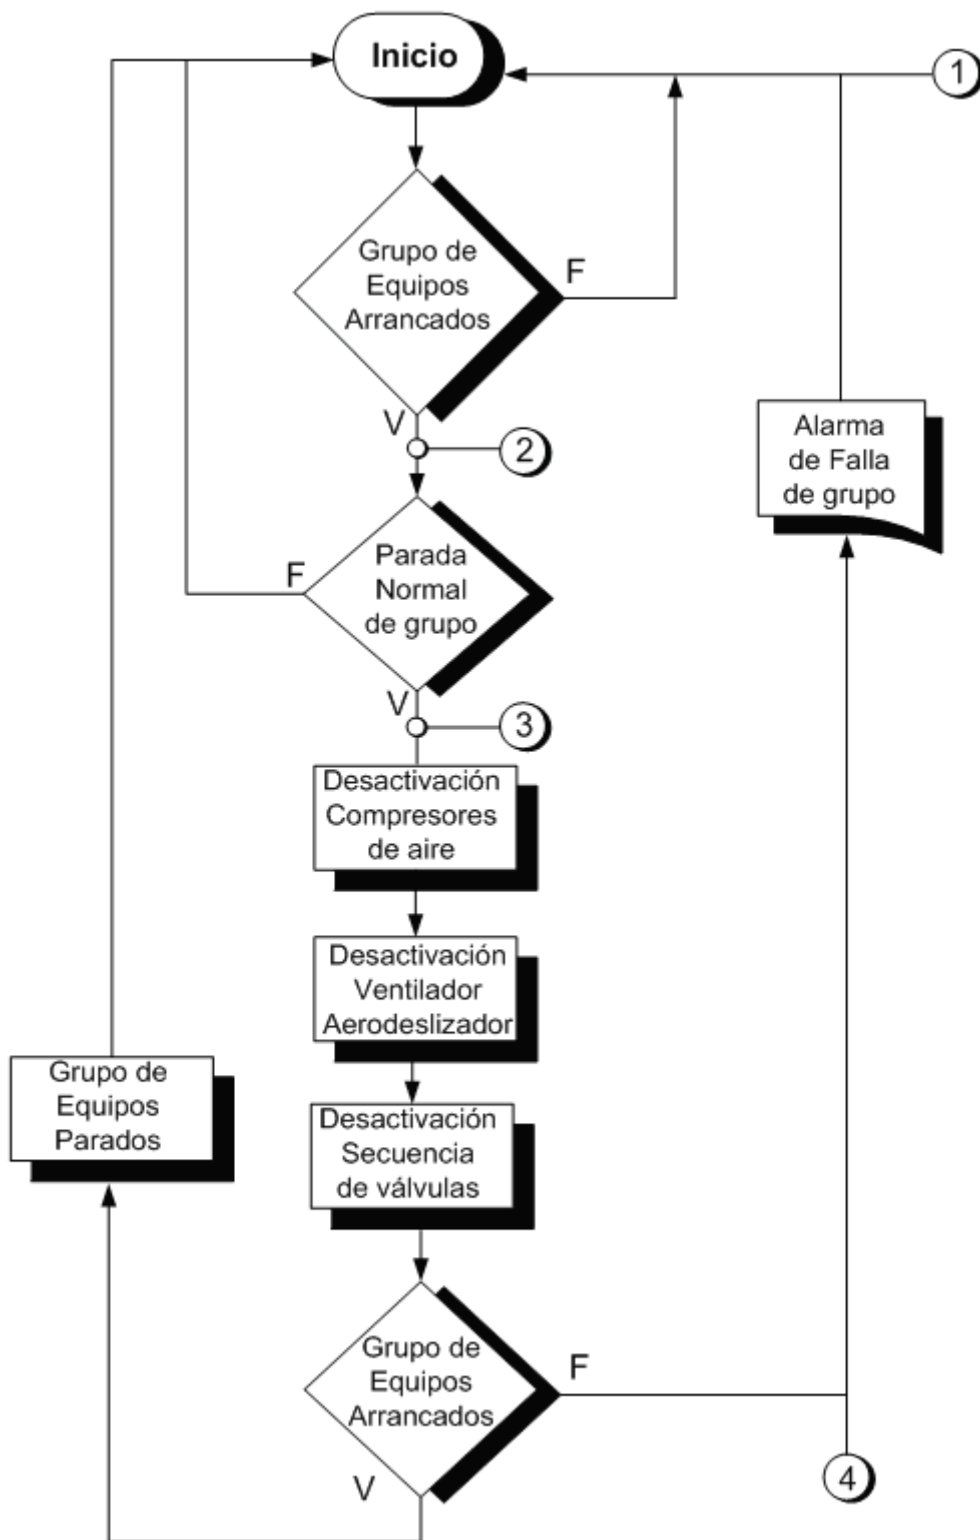 Inicio
1
Grupo de
Equipos
Arrancados
F
V
2
Alarma
de Falla
de grupo
Parada
Normal
de grupo
F
V
3
Desactivación
Compresores
de aire
Desactivación
Ventilador
Aerodeslizador
Grupo de
Equipos
Parados
Desactivación
Secuencia
de válvulas
Grupo de
Equipos
Arrancados
F
V
4